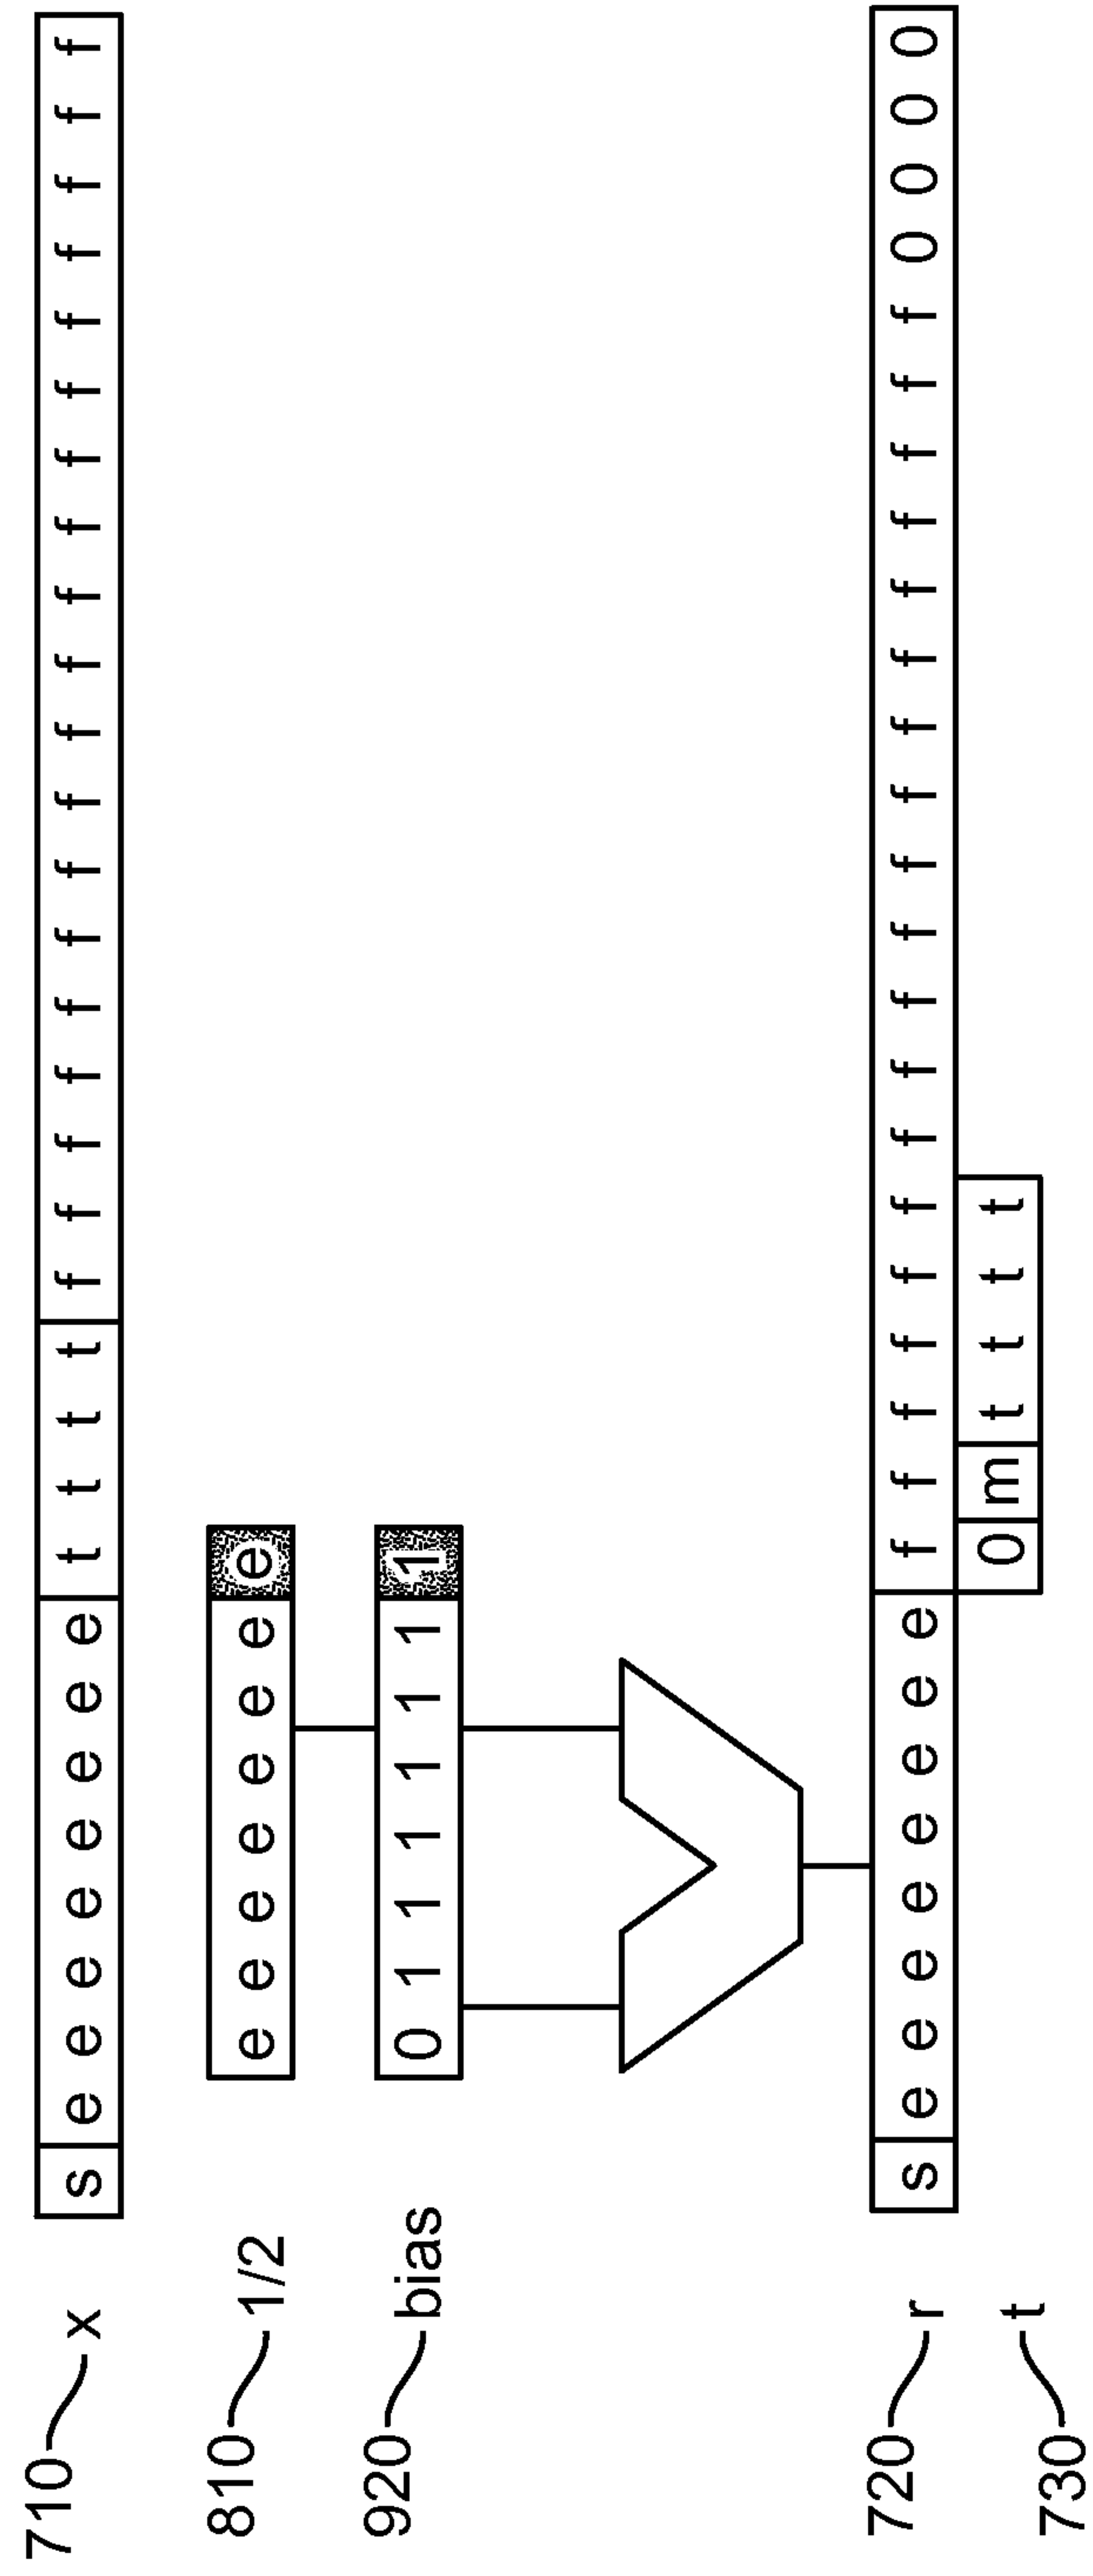 710 x s e e e e e e e e t t t t f f f f f f f f f f f f f f f f f f f
810 1/2 e e e e e e e e
920 bias 0 1 1 1 1 1 1 1
720 r s e e e e e e e e f f f f f f f f f f f f f f f f f f f 0 0 0 0
730 t 0 m t t t t